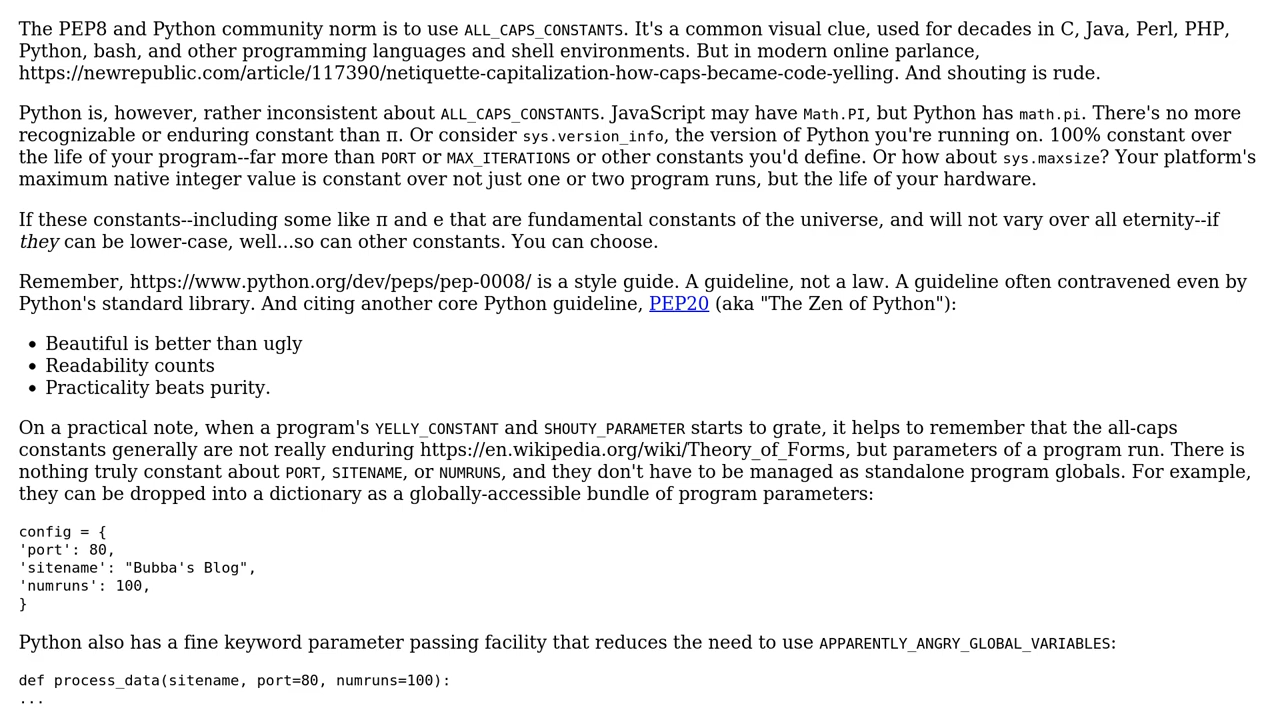 The PEP8 and Python community norm is to use ALL_CAPS_CONSTANTS. It's a common visual clue, used for decades in C, Java, Perl, PHP,
Python, bash, and other programming languages and shell environments. But in modern online parlance,
https://newrepublic.com/article/117390/netiquette-capitalization-how-caps-became-code-yelling. And shouting is rude.
Python is, however, rather inconsistent about ALL_CAPS_CONSTANTS. JavaScript may have Math.PI, but Python has math.pi. There's no more
recognizable or enduring constant than π. Or consider sys.version_info, the version of Python you're running on. 100% constant over
the life of your program--far more than PORT or MAX_ITERATIONS or other constants you'd define. Or how about sys.maxsize? Your platform's
maximum native integer value is constant over not just one or two program runs, but the life of your hardware.
If these constants--including some like π and e that are fundamental constants of the universe, and will not vary over all eternity--if
they can be lower-case, well...so can other constants. You can choose.
Remember, https://www.python.org/dev/peps/pep-0008/ is a style guide. A guideline, not a law. A guideline often contravened even by
Python's standard library. And citing another core Python guideline, PEP20 (aka "The Zen of Python"):
• Beautiful is better than ugly
• Readability counts
• Practicality beats purity.
On a practical note, when a program's YELLY_CONSTANT and SHOUTY_PARAMETER starts to grate, it helps to remember that the all-caps
constants generally are not really enduring https://en.wikipedia.org/wiki/Theory_of_Forms, but parameters of a program run. There is
nothing truly constant about PORT, SITENAME, or NUMRUNS, and they don't have to be managed as standalone program globals. For example,
they can be dropped into a dictionary as a globally-accessible bundle of program parameters:
config = {
'port': 80,
'sitename': "Bubba's Blog",
'numruns': 100,
}
Python also has a fine keyword parameter passing facility that reduces the need to use APPARENTLY_ANGRY_GLOBAL_VARIABLES:
def process_data(sitename, port=80, numruns=100):
...